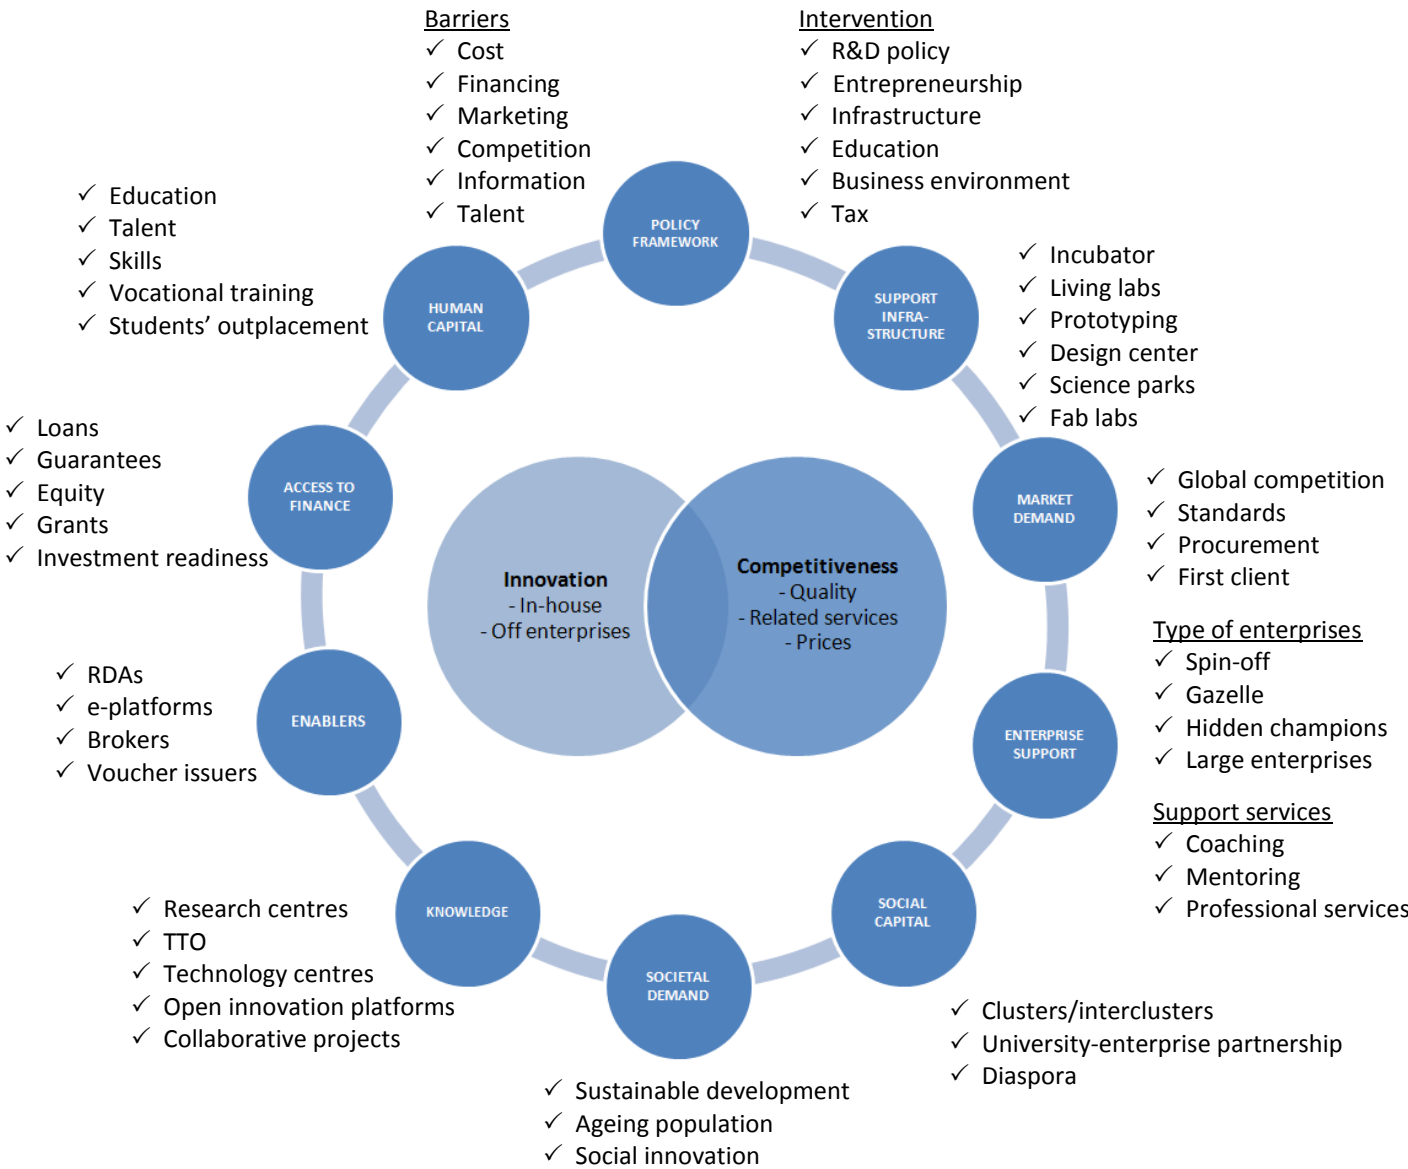 Barriers
✓ Cost
✓ Financing
✓ Marketing
✓ Competition
✓ Information
✓ Talent
Intervention
✓ R&D policy
✓ Entrepreneurship
✓ Infrastructure
✓ Education
✓ Business environment
✓ Tax
POLICY
FRAMEWORK
✓ Education
✓ Talent
✓ Skills
✓ Vocational training
✓ Students’ outplacement
HUMAN
CAPITAL
SUPPORT
INFRA-
STRUCTURE
✓ Incubator
✓ Living labs
✓ Prototyping
✓ Design center
✓ Science parks
✓ Fab labs
✓ Loans
✓ Guarantees
✓ Equity
✓ Grants
✓ Investment readiness
ACCESS TO
FINANCE
MARKET
DEMAND
✓ Global competition
✓ Standards
✓ Procurement
✓ First client
Innovation
- In-house
- Off enterprises
Competitiveness
- Quality
- Related services
- Prices
✓ RDAs
✓ e-platforms
✓ Brokers
✓ Voucher issuers
ENABLERS
ENTERPRISE
SUPPORT
Type of enterprises
✓ Spin-off
✓ Gazelle
✓ Hidden champions
✓ Large enterprises
Support services
✓ Coaching
✓ Mentoring
✓ Professional services
✓ Research centres
✓ TTO
✓ Technology centres
✓ Open innovation platforms
✓ Collaborative projects
KNOWLEDGE
SOCIETAL
DEMAND
SOCIAL
CAPITAL
✓ Clusters/interclusters
✓ University-enterprise partnership
✓ Diaspora
✓ Sustainable development
✓ Ageing population
✓ Social innovation